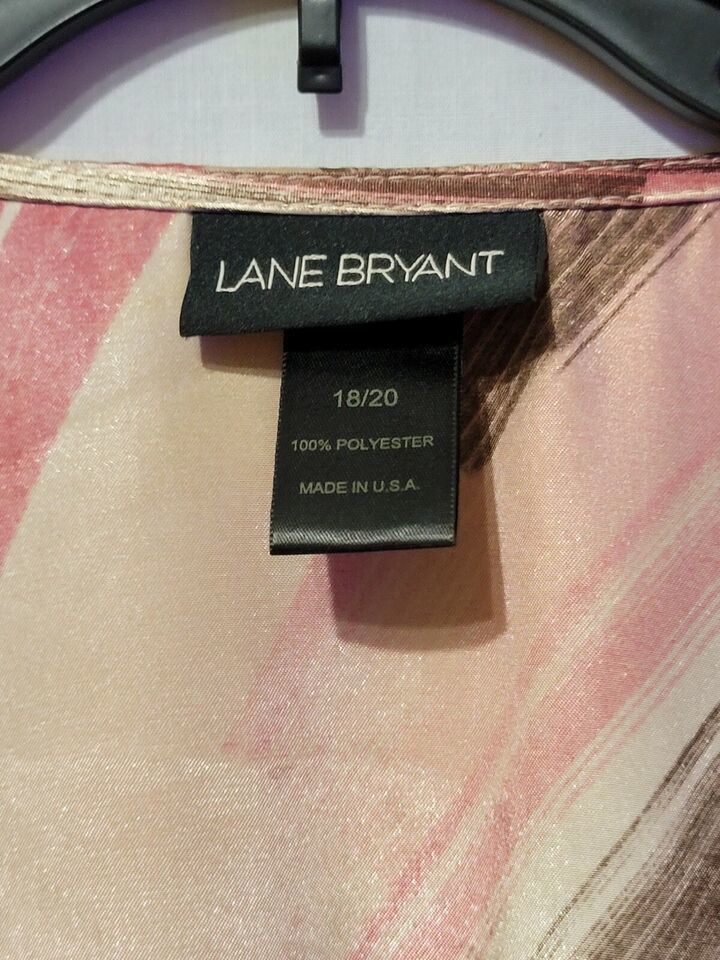 LANE BRYANT
18/20
100% POLYESTER
MADE IN U.S.A.